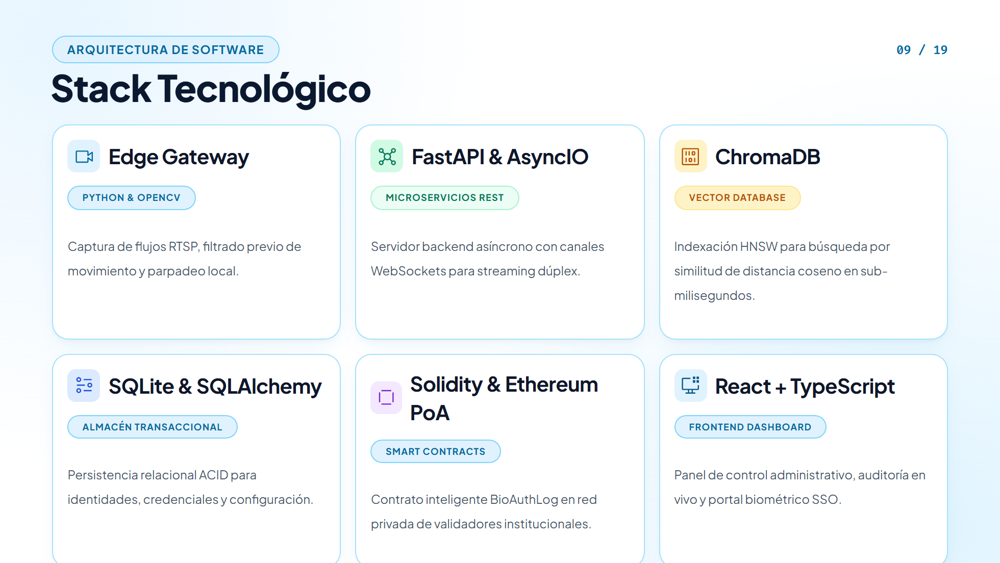 ARQUITECTURA DE SOFTWARE
09 / 19
Stack Tecnológico
Edge Gateway
PYTHON & OPENCV
Captura de flujos RTSP, filtrado previo de
movimiento y parpadeo local.
FastAPI & AsyncIO
MICROSERVICIOS REST
Servidor backend asíncrono con canales
WebSockets para streaming dúplex.
ChromaDB
VECTOR DATABASE
Indexación HNSW para búsqueda por
similitud de distancia coseno en sub-
milisegundos.
SQLite & SQLAlchemy
ALMACÉN TRANSACCIONAL
Persistencia relacional ACID para
identidades, credenciales y configuración.
Solidity & Ethereum
PoA
SMART CONTRACTS
Contrato inteligente BioAuthLog en red
privada de validadores institucionales.
React + TypeScript
FRONTEND DASHBOARD
Panel de control administrativo, auditoría en
vivo y portal biométrico SSO.